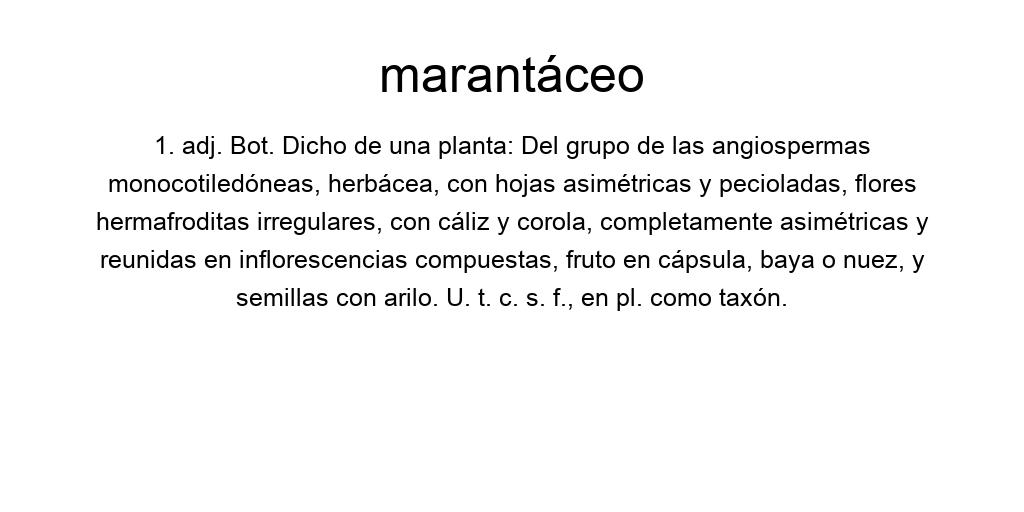 marantáceo
1. adj. Bot. Dicho de una planta: Del grupo de las angiospermas
monocotiledóneas, herbácea, con hojas asimétricas y pecioladas, flores
hermafroditas irregulares, con cáliz y corola, completamente asimétricas y
reunidas en inflorescencias compuestas, fruto en cápsula, baya o nuez, y
semillas con arilo. U. t. c. s. f., en pl. como taxón.